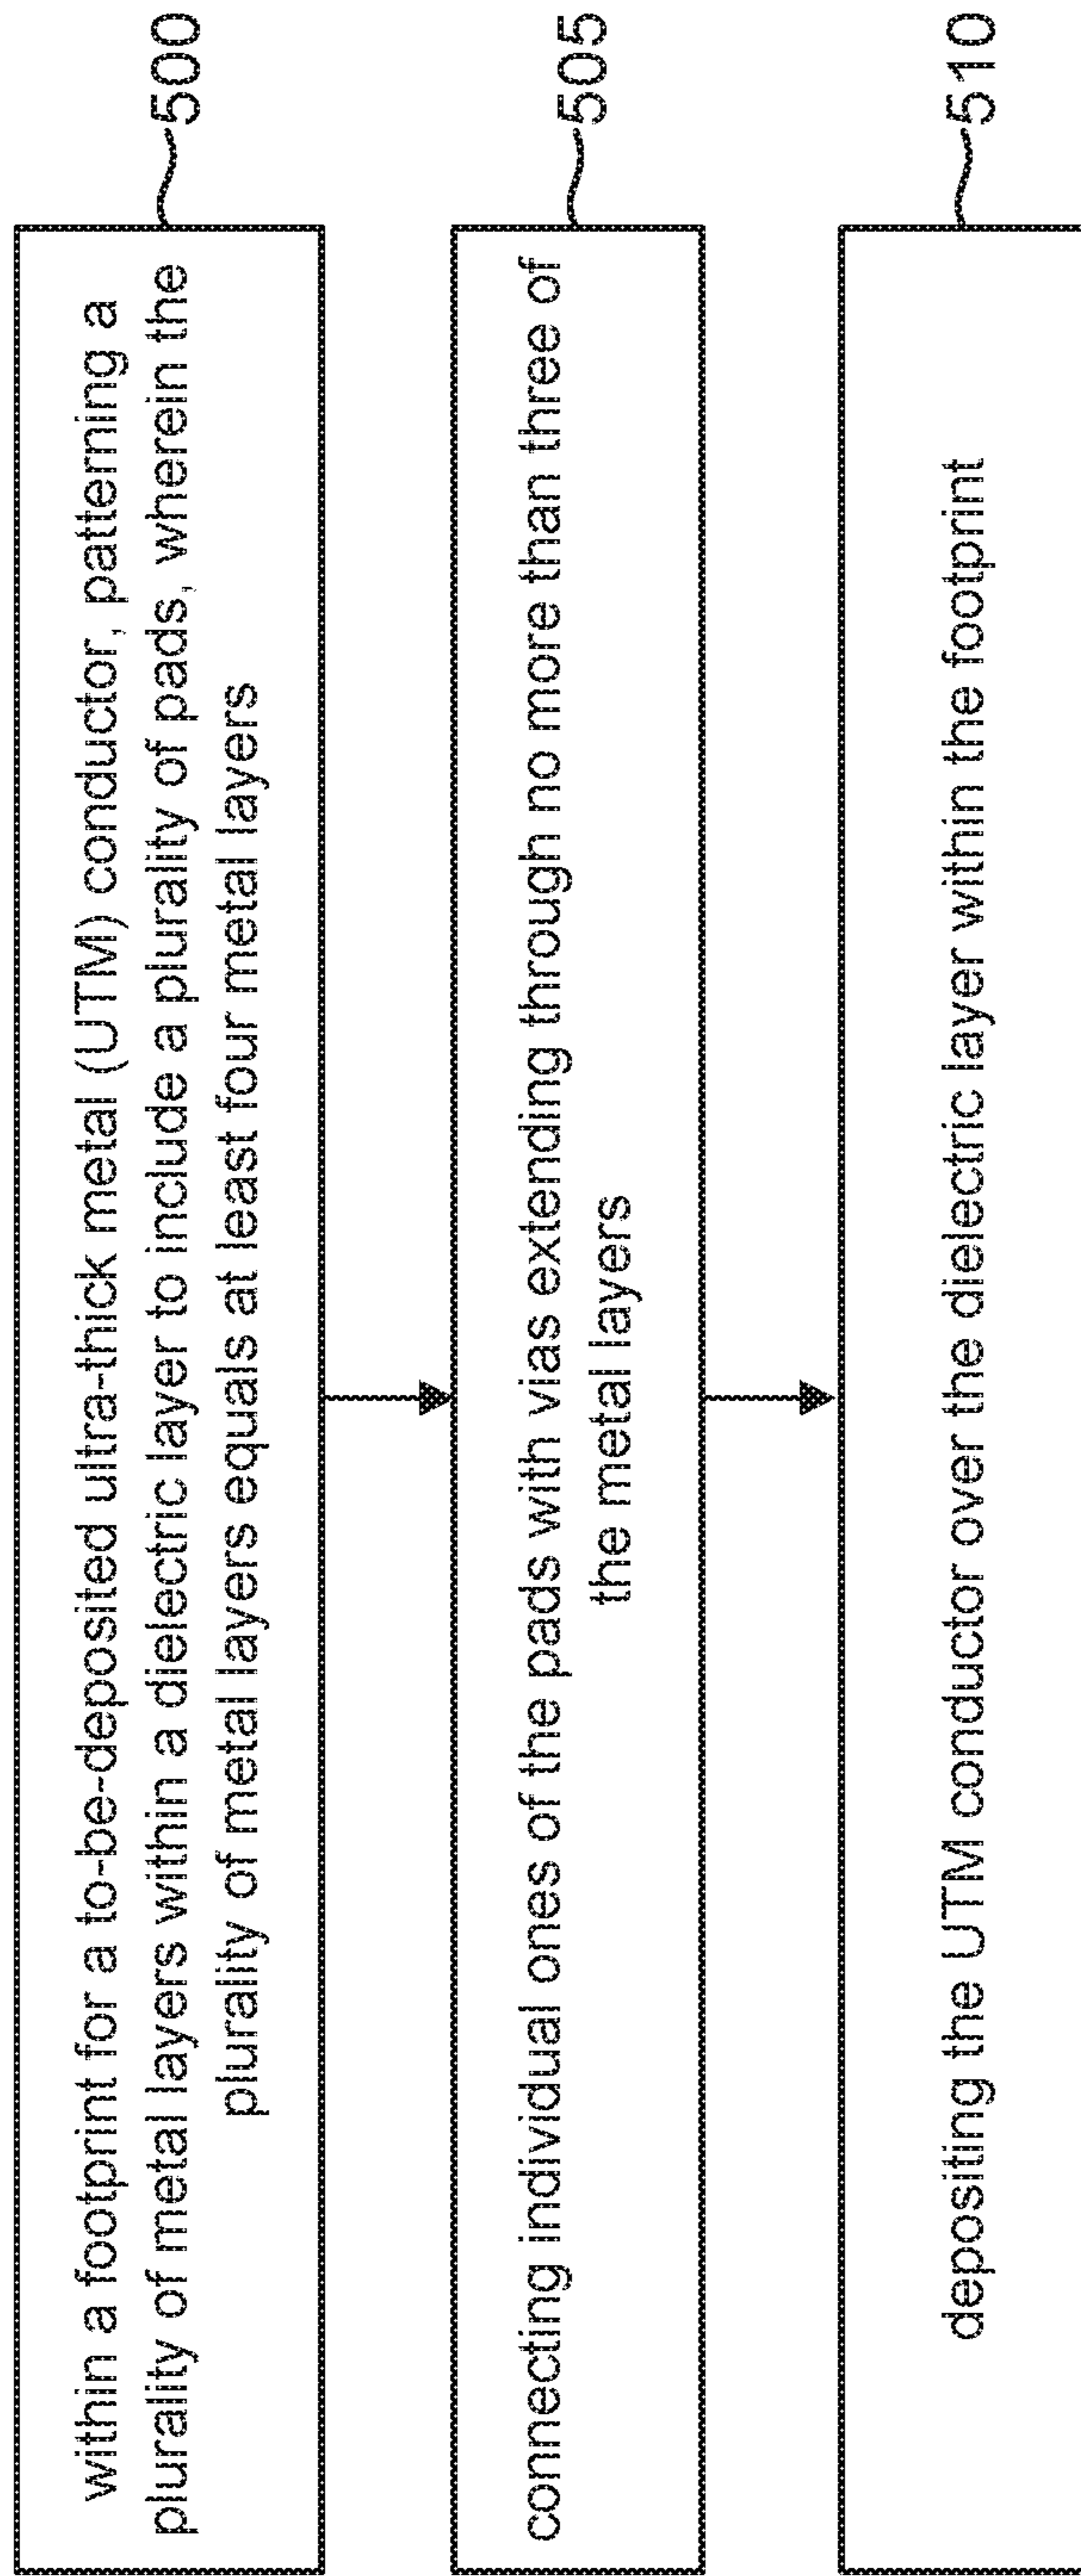 within a footprint for a to-be-deposited ultra-thick metal (UTM) conductor, patterning a
plurality of metal layers within a dielectric layer to include a plurality of pads, wherein the
plurality of metal layers equals at least four metal layers
500
connecting individual ones of the pads with vias extending through no more than three of
the metal layers
505
depositing the UTM conductor over the dielectric layer within the footprint
510